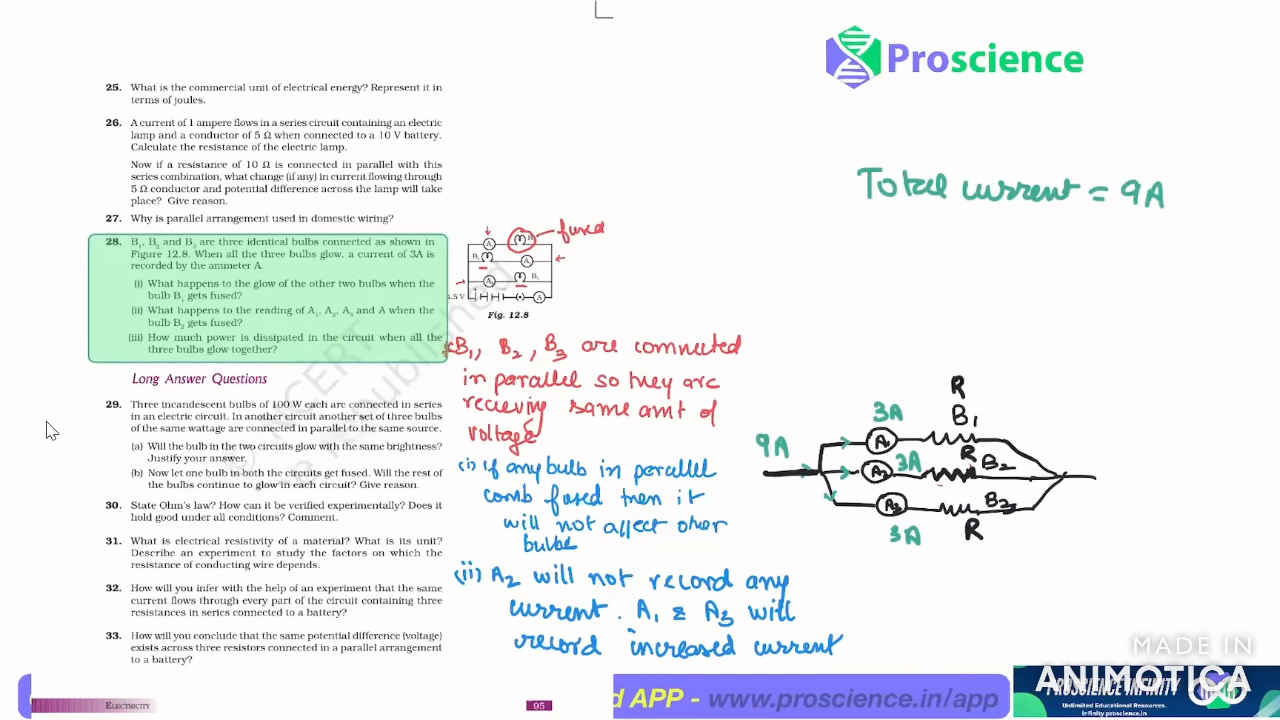 Proscience
25. What is the commercial unit of electrical energy? Represent it in
terms of joules.
26. A current of 1 ampere flows in a series circuit containing an electric
lamp and a conductor of 5 Ω when connected to a 10 V battery.
Calculate the resistance of the electric lamp.
Now if a resistance of 10 Ω is connected in parallel with this
series combination, what change (if any) in current flowing through
5 Ω conductor and potential difference across the lamp will take
place? Give reason.
27. Why is parallel arrangement used in domestic wiring?
28. B1, B2 and B3 are three identical bulbs connected as shown in
Figure 12.8. When all the three bulbs glow, a current of 3A is
recorded by the ammeter A.
(i) What happens to the glow of the other two bulbs when the
bulb B1 gets fused?
(ii) What happens to the reading of A1, A2, A3 and A when the
bulb B2 gets fused?
(iii) How much power is dissipated in the circuit when all the
three bulbs glow together?
Long Answer Questions
29. Three incandescent bulbs of 100 W each are connected in series
in an electric circuit. In another circuit another set of three bulbs
of the same wattage are connected in parallel to the same source.
(a) Will the bulb in the two circuits glow with the same brightness?
Justify your answer.
(b) Now let one bulb in both the circuits get fused. Will the rest of
the bulbs continue to glow in each circuit? Give reason.
30. State Ohm's law? How can it be verified experimentally? Does it
hold good under all conditions? Comment.
31. What is electrical resistivity of a material? What is its unit?
Describe an experiment to study the factors on which the
resistance of conducting wire depends.
32. How will you infer with the help of an experiment that the same
current flows through every part of the circuit containing three
resistances in series connected to a battery?
33. How will you conclude that the same potential difference (voltage)
exists across three resistors connected in a parallel arrangement
to a battery?
ELECTRICITY
95
fused
A
B
B
A
A
B
4.5 V
A
Fig. 12.8
B1, B2, B3 are connected
in parallel so they are
recieving same amt of
voltage
(i) if any bulb in parallel
comb fused then it
will not affect other
bulbs
(ii) A2 will not record any
current. A1 & A3 will
record increased current
Total current = 9A
R
3A B1
9A A1 R
A2 3A B2
A3 B2
3A R
MADE IN
ANIMOTICA
d APP - www.proscience.in/app
PROSCIENCE INFINITY
Unlimited Educational Resources.
infinity.proscience.in